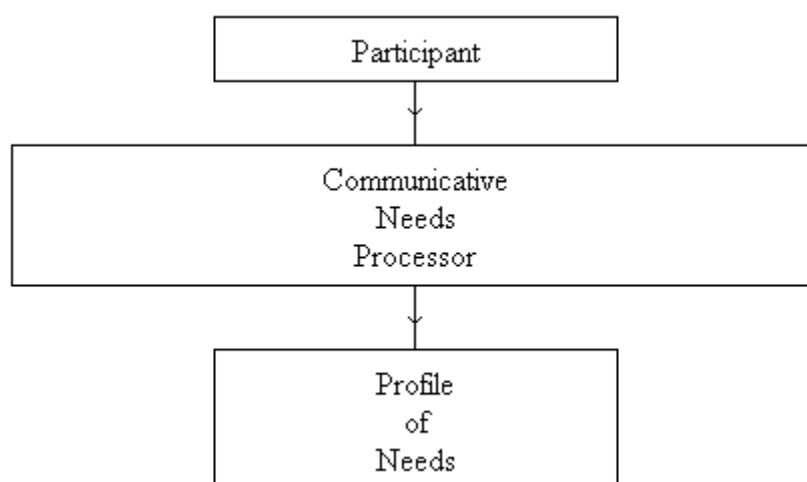 Participant
Communicative
Needs
Processor
Profile
of
Needs